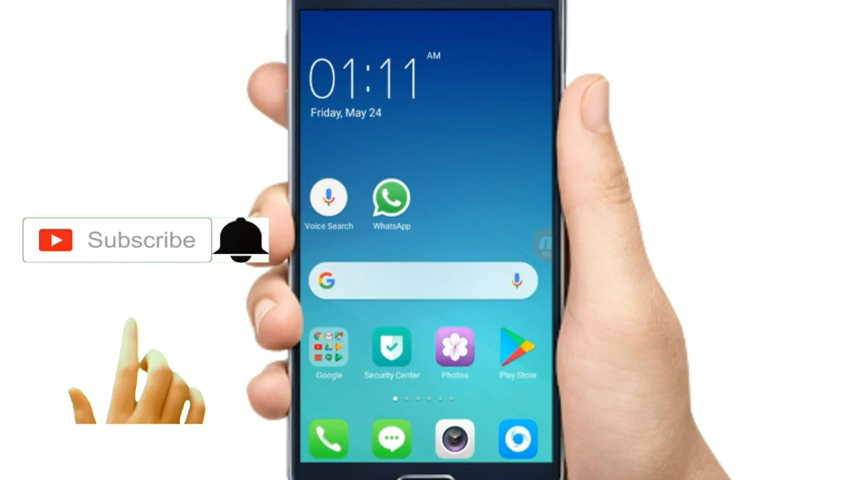 01:11 AM
Friday, May 24
Voice Search WhatsApp
Subscribe
Google Security Center Photos Play Store